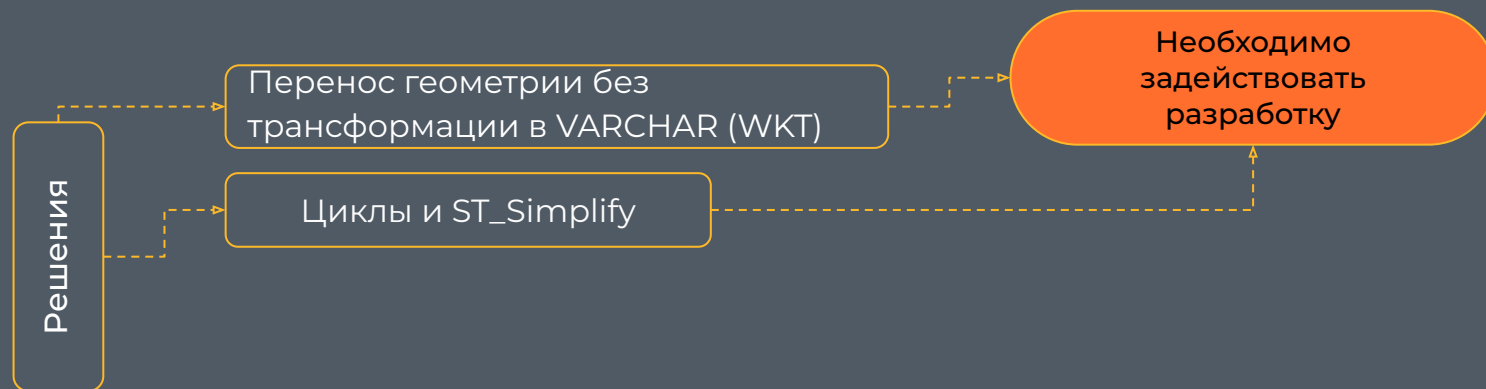 Решения
Перенос геометрии без
трансформации в VARCHAR (WKT)
Циклы и ST_Simplify
Необходимо
задействовать
разработку